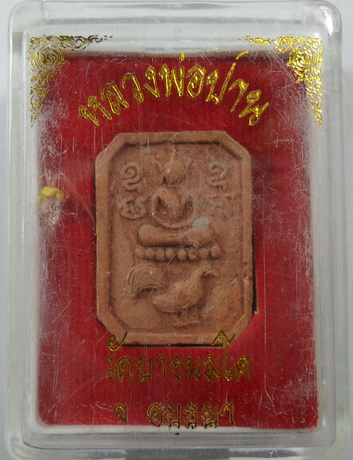 หลวงพ่อปาน
วัดบางนมโค
จ อยุธยา